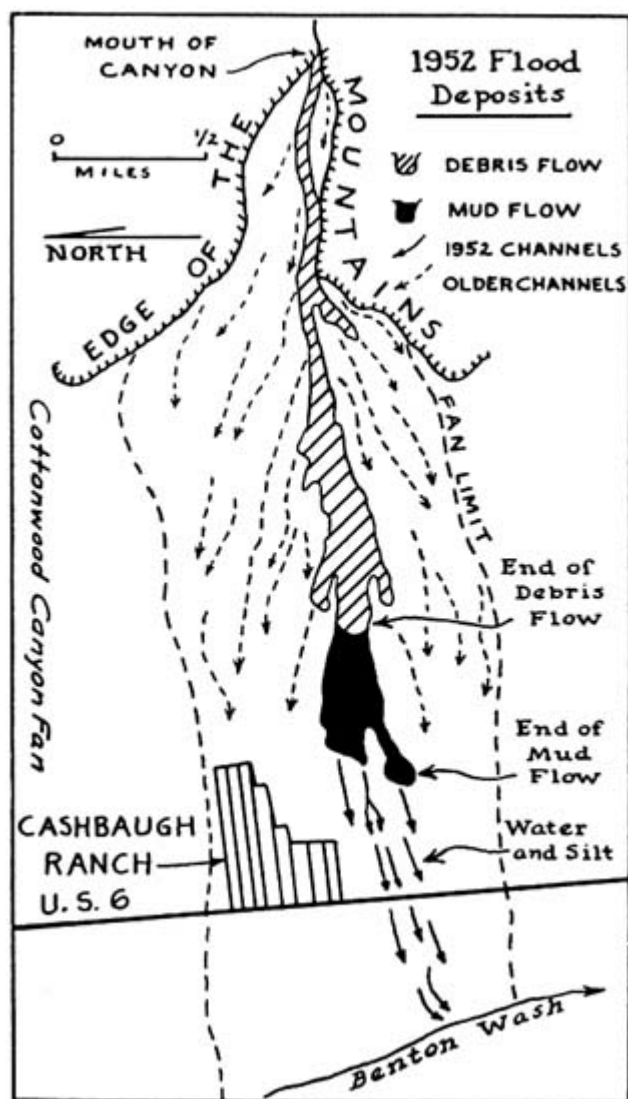 MOUTH OF
CANYON
1952 Flood
Deposits
0 1/2
MILES
NORTH
EDGE OF THE MOUNTAINS
DEBRIS FLOW
MUD FLOW
1952 CHANNELS
OLDER CHANNELS
FAN LIMIT
Cottonwood Canyon Fan
End of
Debris
Flow
End of
Mud
Flow
CASHBAUGH
RANCH
U.S. 6
Water
and Silt
Benton Wash